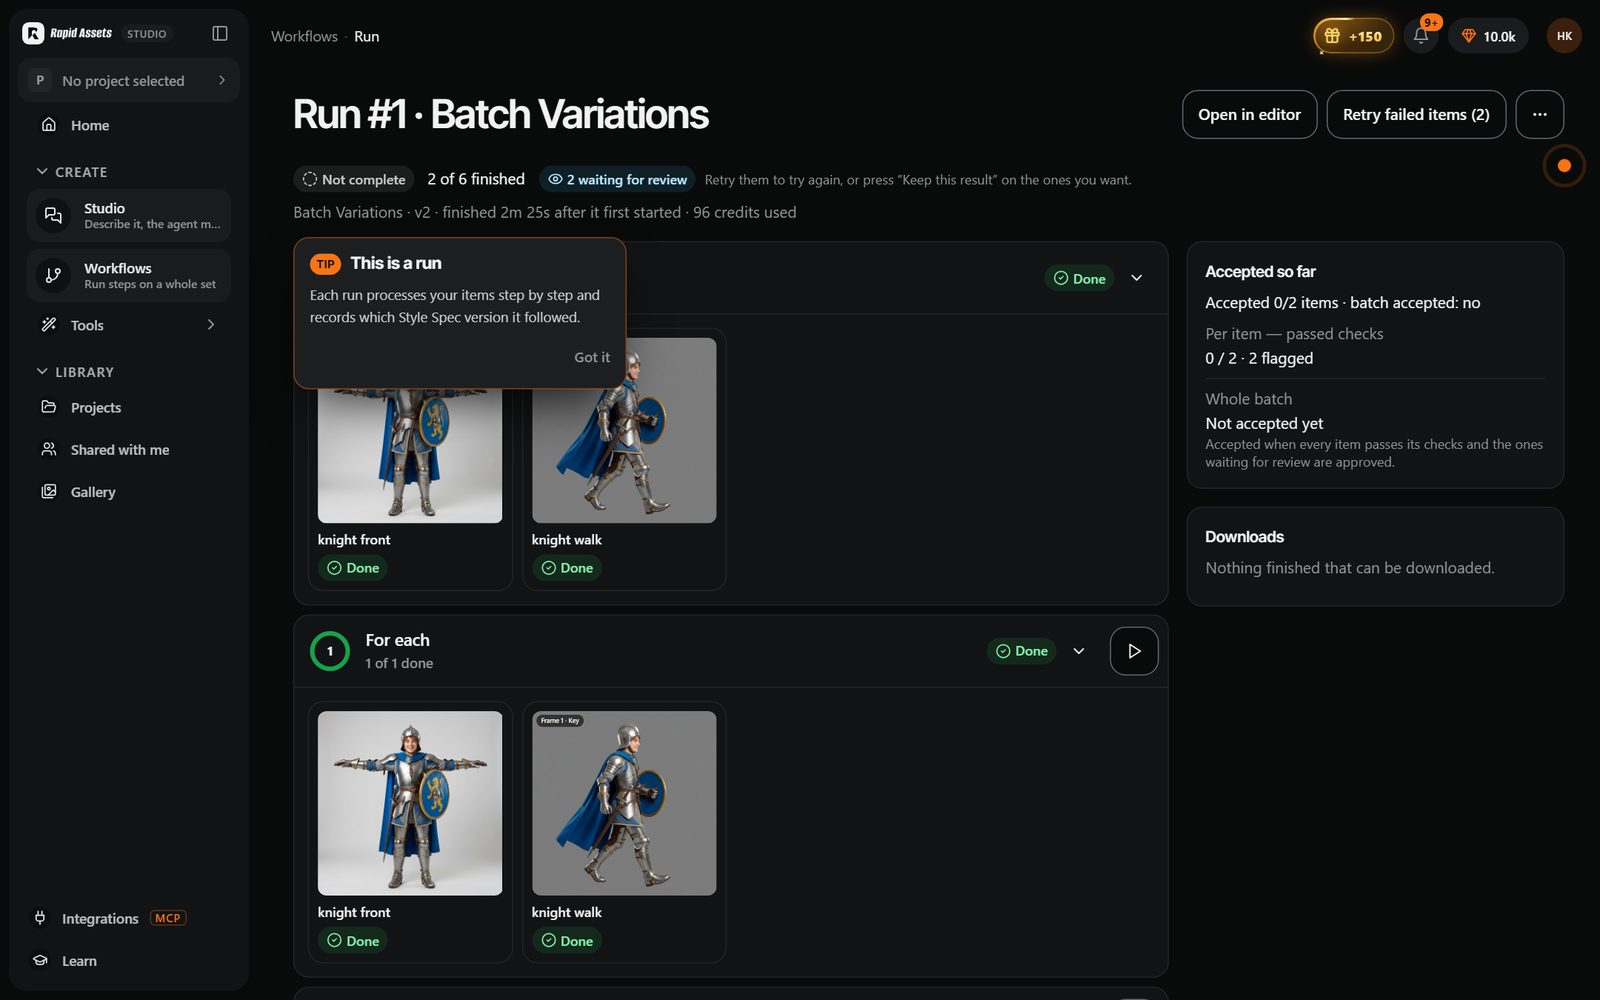 Rapid Assets STUDIO
No project selected
P
Home
CREATE
Studio
Describe it, the agent m...
Workflows
Run steps on a whole set
Tools
LIBRARY
Projects
Shared with me
Gallery
Integrations MCP
Learn
Workflows · Run
+150
9+
10.0k
HK
Run #1 · Batch Variations
Open in editor
Retry failed items (2)
Not complete
2 of 6 finished
2 waiting for review
Retry them to try again, or press “Keep this result” on the ones you want.
Batch Variations · v2 · finished 2m 25s after it first started · 96 credits used
TIP This is a run
Each run processes your items step by step and
records which Style Spec version it followed.
Got it
Done
knight front
Done
knight walk
Done
1
For each
1 of 1 done
Done
knight front
Done
Frame 1 · Key
knight walk
Done
Accepted so far
Accepted 0/2 items · batch accepted: no
Per item — passed checks
0 / 2 · 2 flagged
Whole batch
Not accepted yet
Accepted when every item passes its checks and the ones
waiting for review are approved.
Downloads
Nothing finished that can be downloaded.